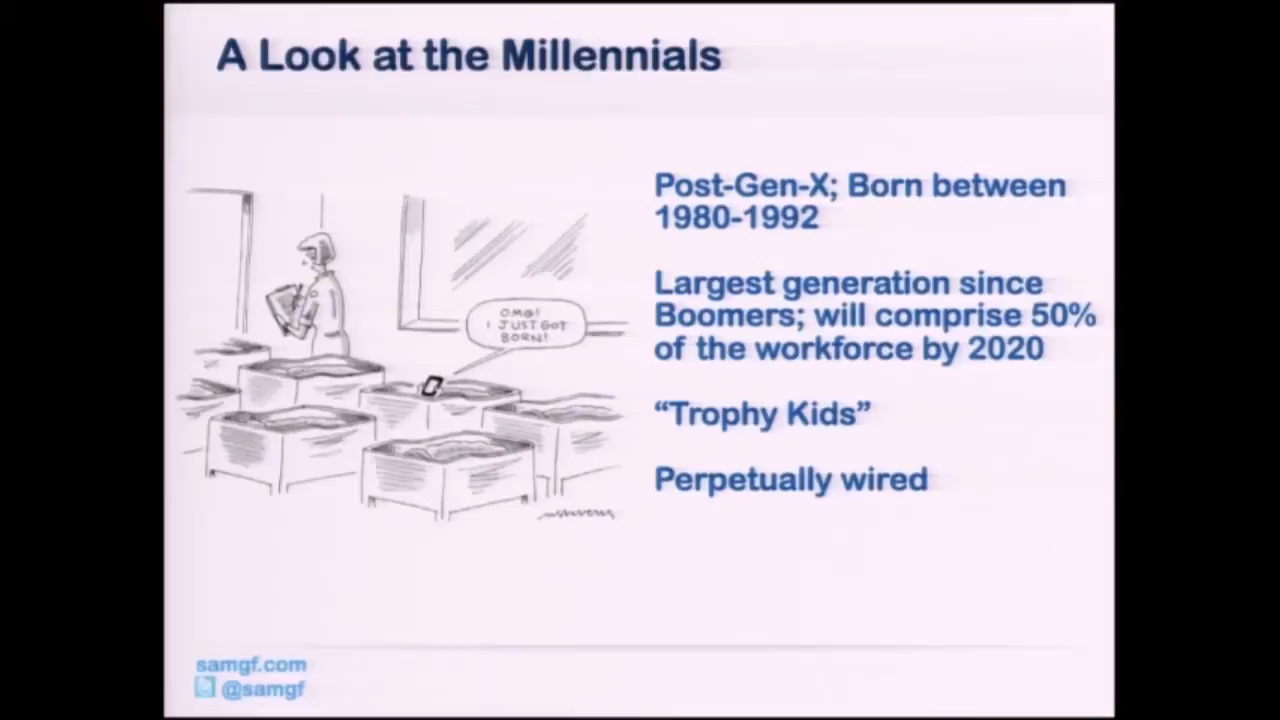 A Look at the Millennials
Post-Gen-X; Born between
1980-1992
Largest generation since
Boomers; will comprise 50%
of the workforce by 2020
“Trophy Kids”
Perpetually wired
OMG!
I JUST GOT
BORN!
samgf.com
@samgf